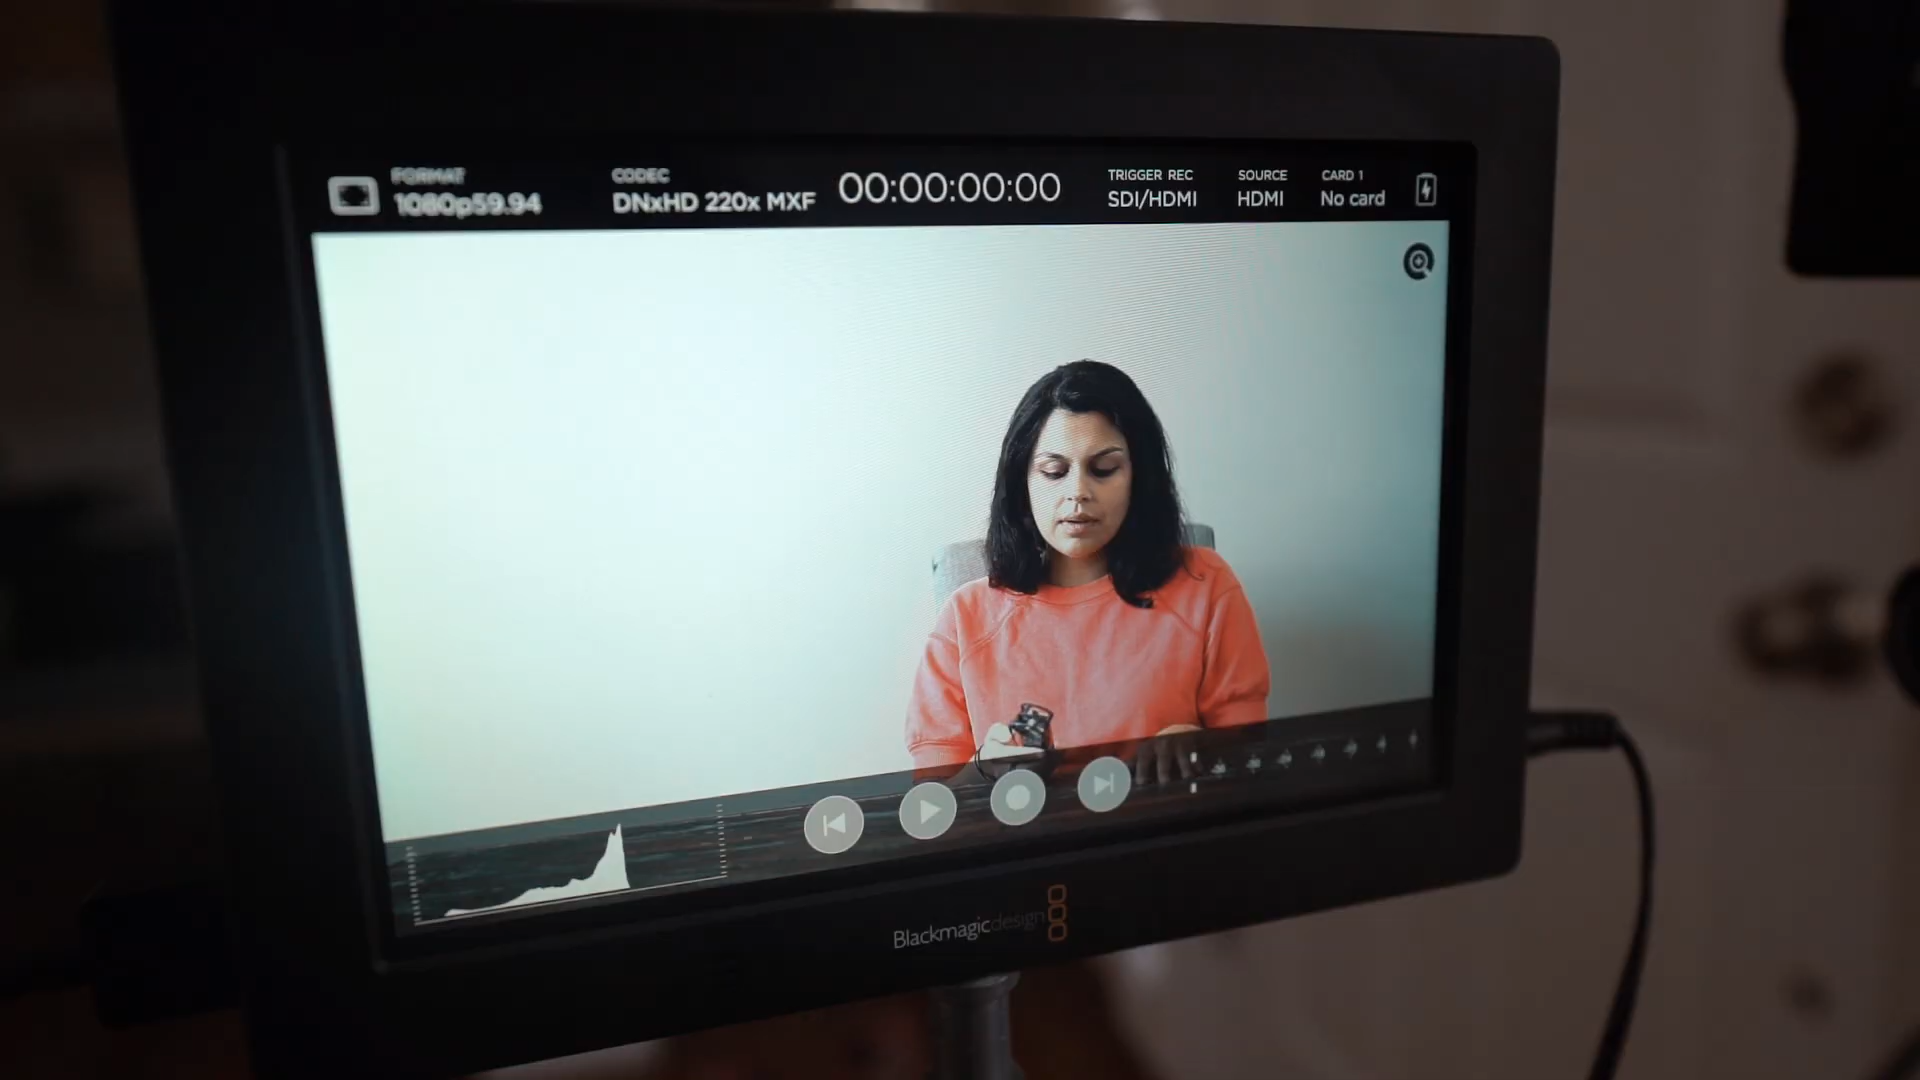 FORMAT
1080p59.94
CODEC
DNxHD 220x MXF
00:00:00:00
TRIGGER REC
SDI/HDMI
SOURCE
HDMI
CARD 1
No card
Blackmagicdesign